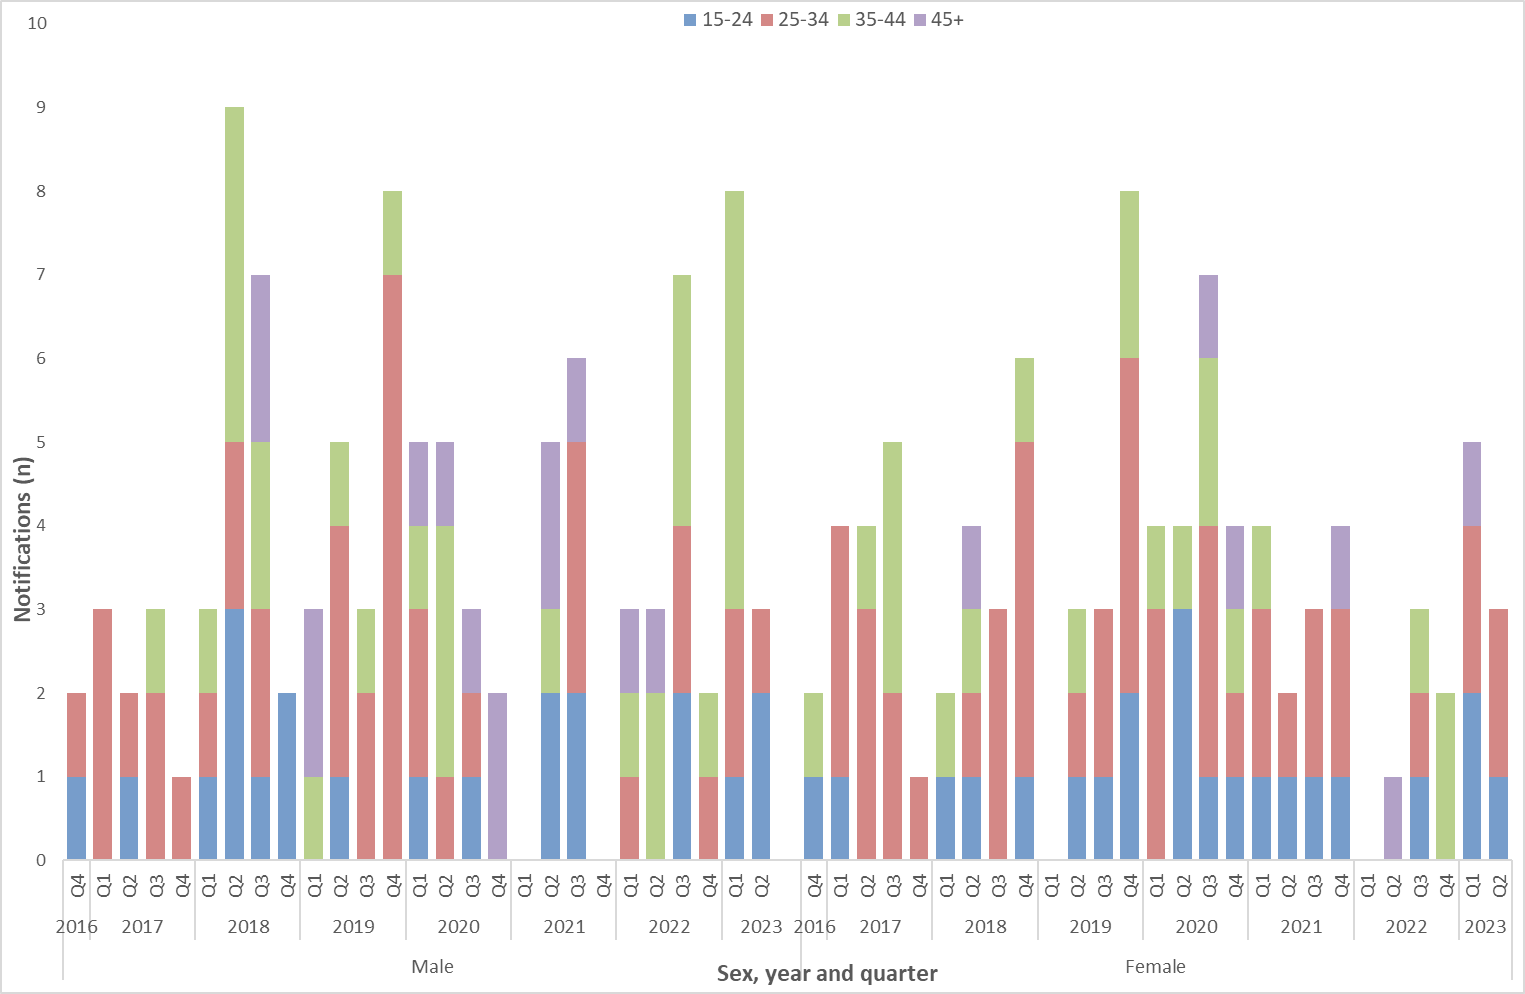 15-24 25-34 35-44 45+
10
9
8
7
6
5
4
3
2
1
0
Notifications (n)
Q4 Q1 Q2 Q3 Q4 Q1 Q2 Q3 Q4 Q1 Q2 Q3 Q4 Q1 Q2 Q3 Q4 Q1 Q2 Q3 Q4 Q1 Q2 Q3 Q4 Q1 Q2 Q4 Q1 Q2 Q3 Q4 Q1 Q2 Q3 Q4 Q1 Q2 Q3 Q4 Q1 Q2 Q3 Q4 Q1 Q2 Q3 Q4 Q1 Q2 Q3 Q4 Q1 Q2
2016 2017 2018 2019 2020 2021 2022 2023 2016 2017 2018 2019 2020 2021 2022 2023
Male Female
Sex, year and quarter